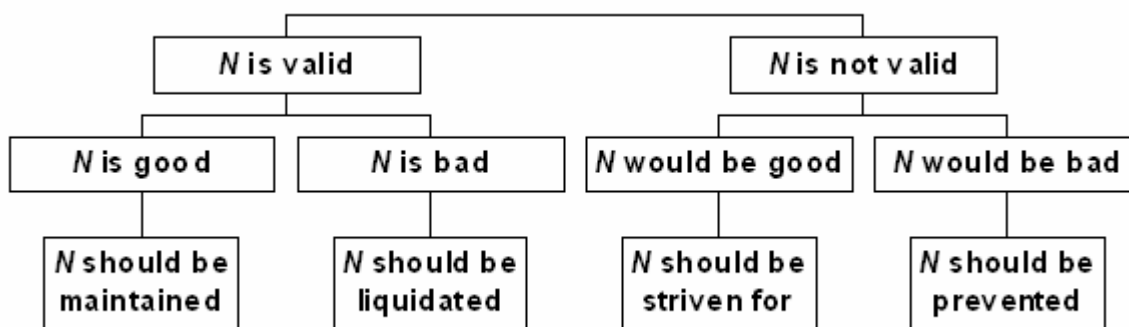 N is valid
N is not valid
N is good
N is bad
N would be good
N would be bad
N should be
maintained
N should be
liquidated
N should be
striven for
N should be
prevented